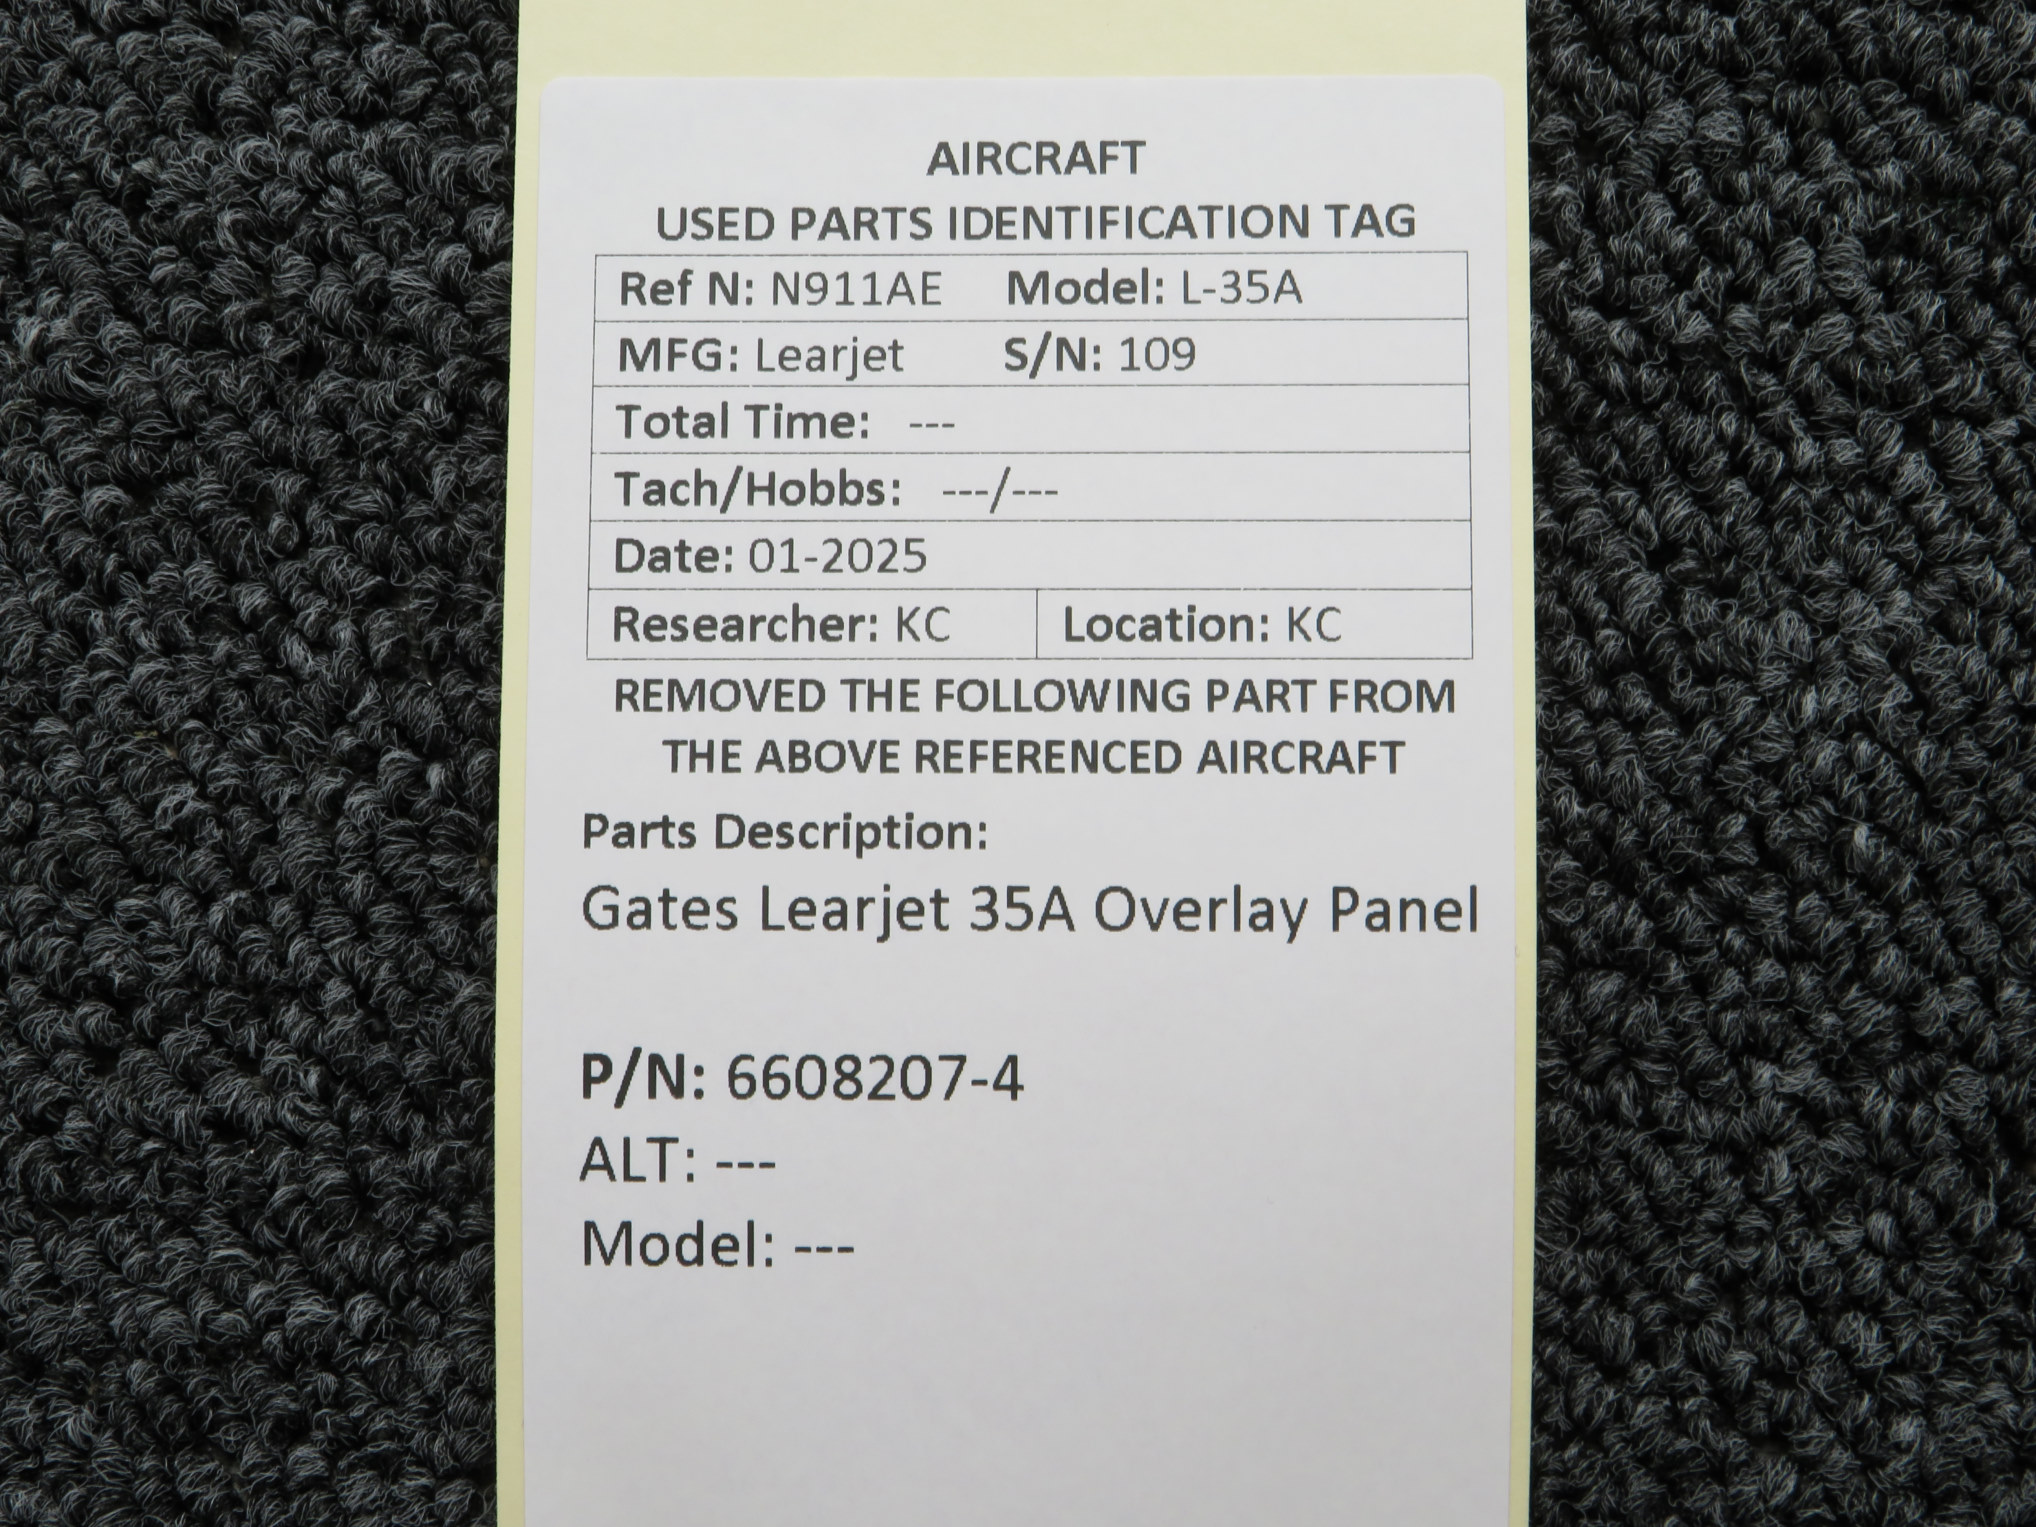 AIRCRAFT
USED PARTS IDENTIFICATION TAG
Ref N: N911AE Model: L-35A
MFG: Learjet S/N: 109
Total Time: ---
Tach/Hobbs: ---/---
Date: 01-2025
Researcher: KC Location: KC
REMOVED THE FOLLOWING PART FROM
THE ABOVE REFERENCED AIRCRAFT
Parts Description:
Gates Learjet 35A Overlay Panel
P/N: 6608207-4
ALT: ---
Model: ---